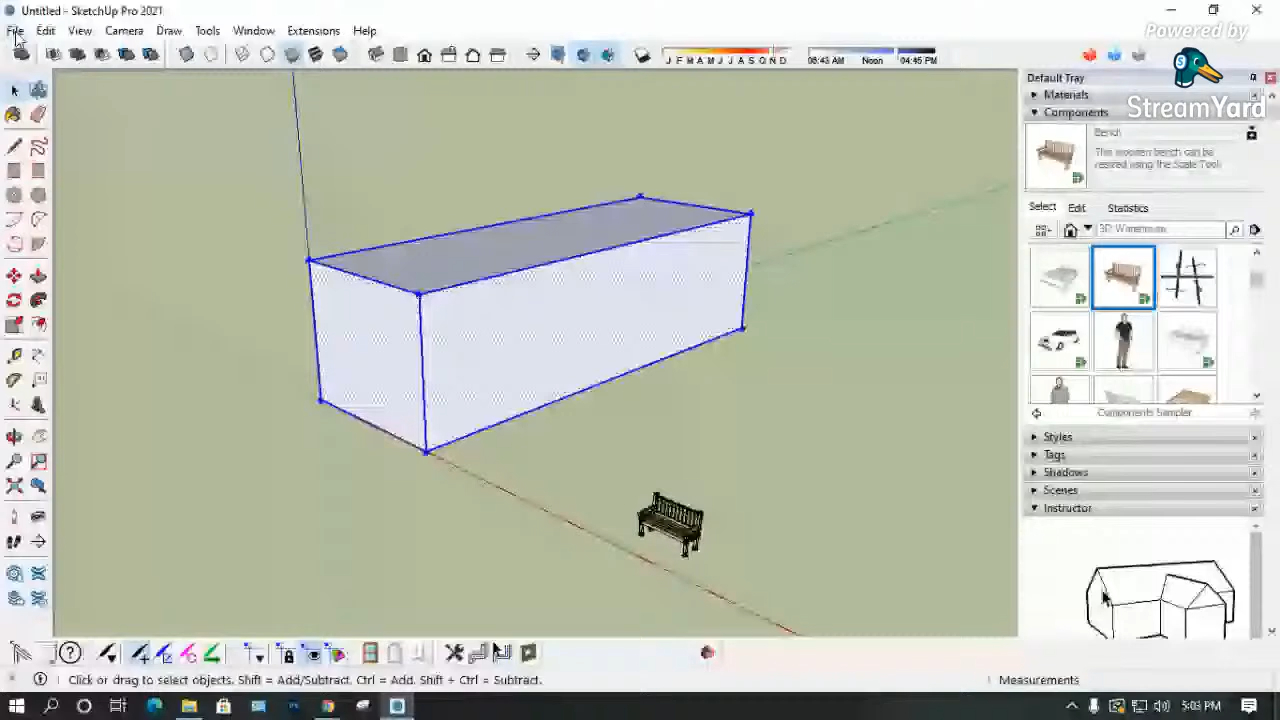 Untitled - SketchUp Pro 2021
File Edit View Camera Draw Tools Window Extensions Help
Powered by
StreamYard
J F M A M J J A S O N D
06:43 AM Noon 04:45 PM
Default Tray
Materials
Components
Bench
This wooden bench can be
resized using the Scale Tool.
Select Edit Statistics
3D Warehouse
Components Sampler
Styles
Tags
Shadows
Scenes
Instructor
Click or drag to select objects. Shift = Add/Subtract. Ctrl = Add. Shift + Ctrl = Subtract.
Measurements
5:03 PM